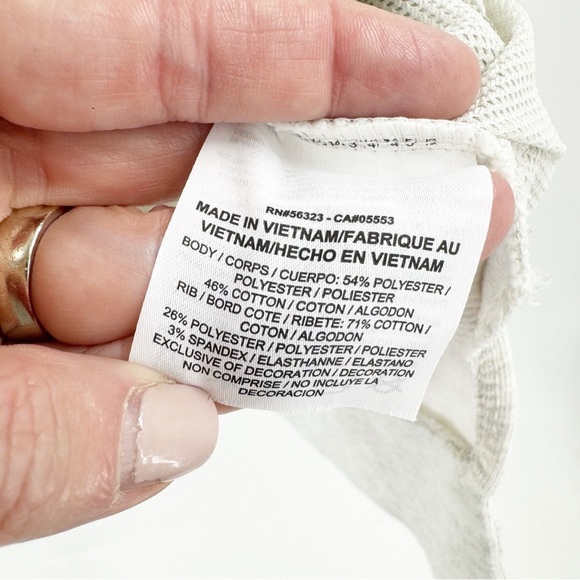 RN#56323 - CA#05553
MADE IN VIETNAM/FABRIQUE AU
VIETNAM/HECHO EN VIETNAM
BODY / CORPS / CUERPO: 54% POLYESTER /
POLYESTER / POLIESTER
46% COTTON / COTON / ALGODON
RIB / BORD COTE / RIBETE: 71% COTTON /
COTON / ALGODON
26% POLYESTER / POLYESTER / POLIESTER
3% SPANDEX / ELASTHANNE / ELASTANO
EXCLUSIVE OF DECORATION / DECORATION
NON COMPRISE / NO INCLUYE LA
DECORACION